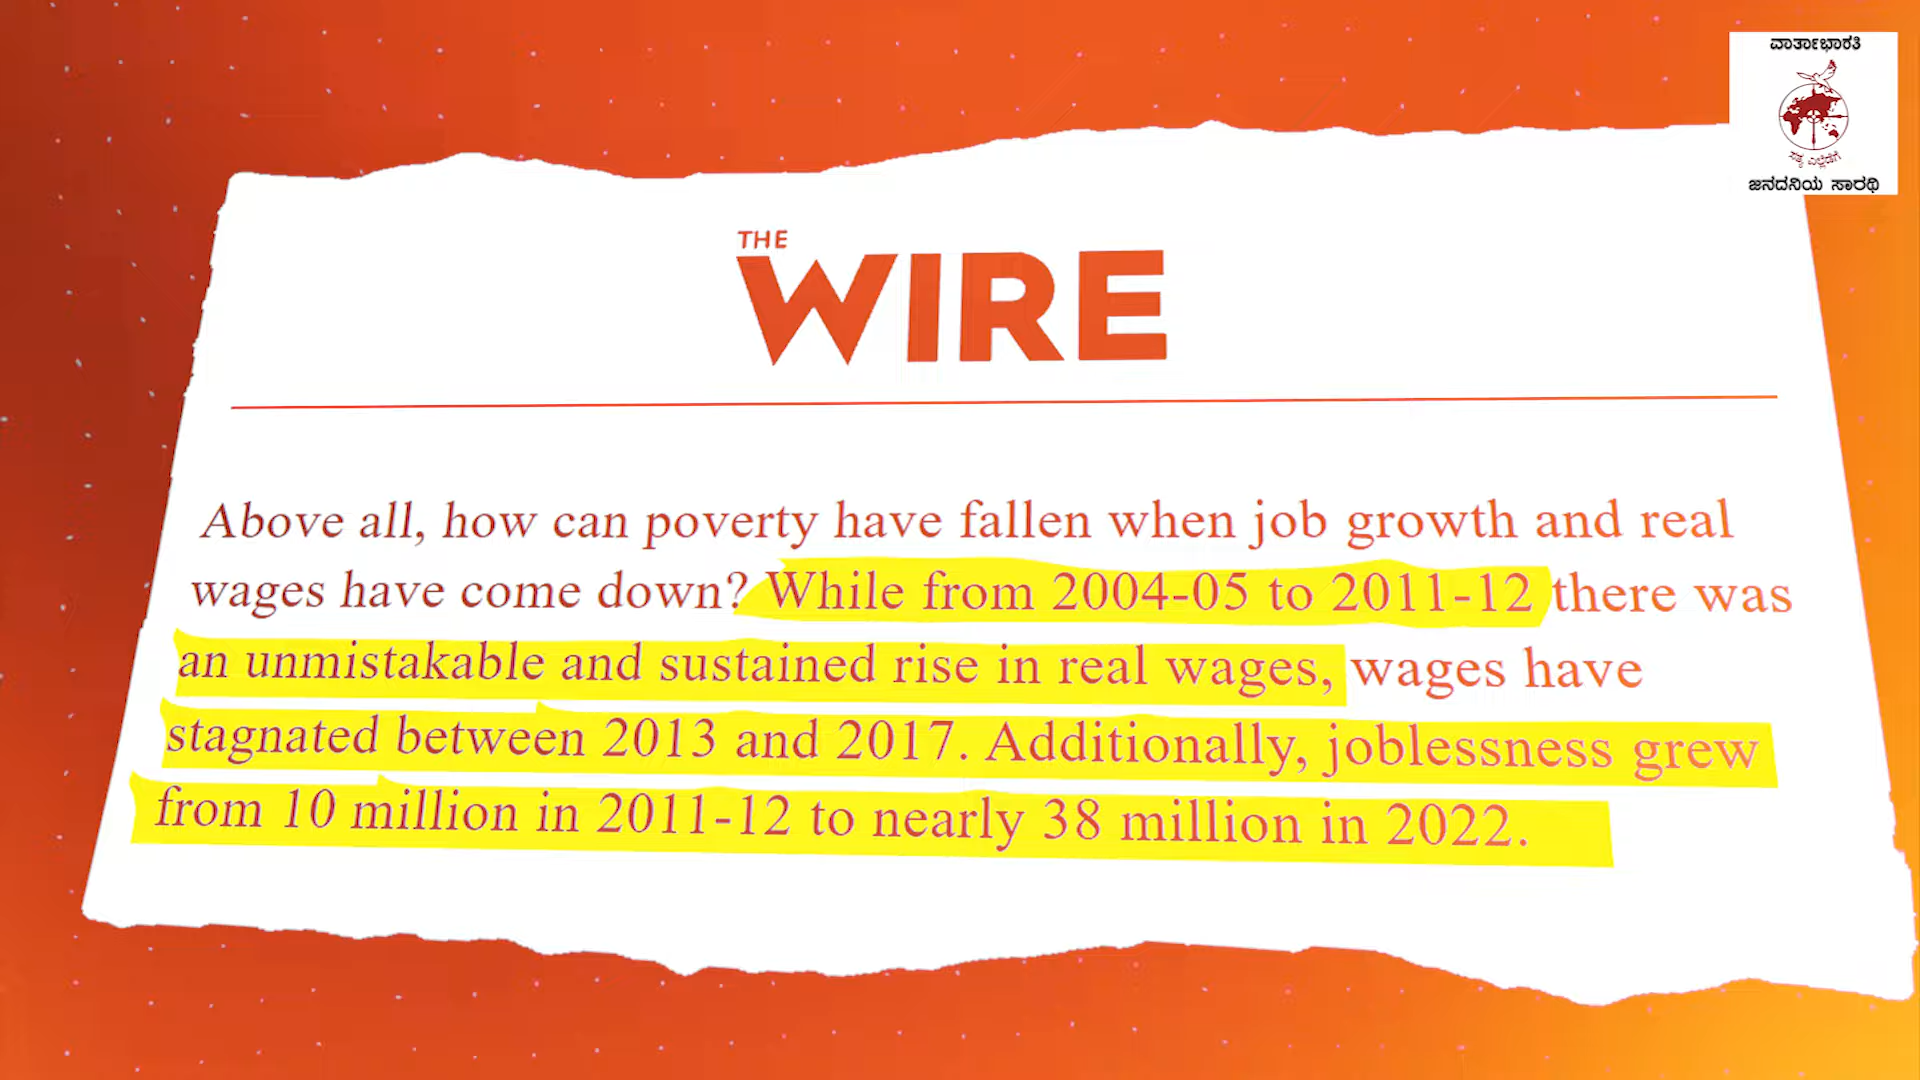 ವಾರ್ತಾಭಾರತಿ
ಸತ್ಯ ಎಲ್ಲೆಡೆಗೆ
ಜನದನಿಯ ಸಾರಥಿ
THE
WIRE
Above all, how can poverty have fallen when job growth and real
wages have come down? While from 2004-05 to 2011-12 there was
an unmistakable and sustained rise in real wages, wages have
stagnated between 2013 and 2017. Additionally, joblessness grew
from 10 million in 2011-12 to nearly 38 million in 2022.